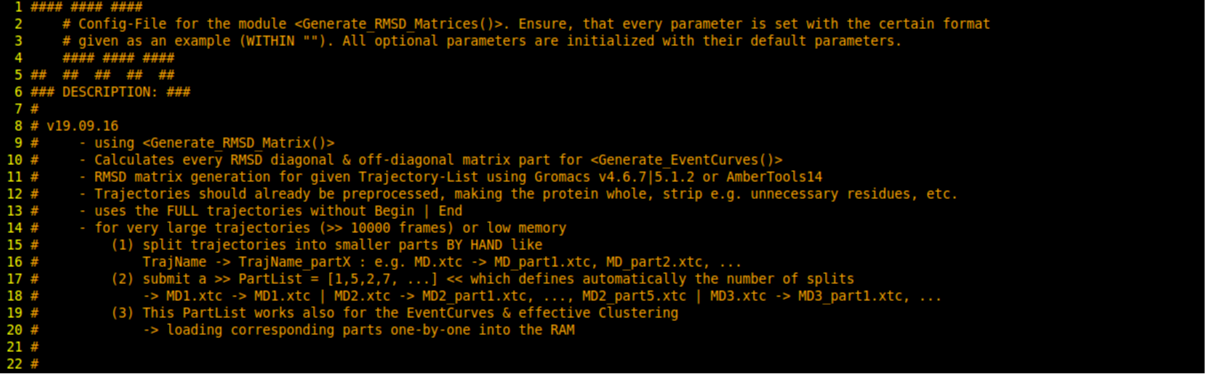 1 #### #### ####
2     # Config-File for the module <Generate_RMSD_Matrices()>. Ensure, that every parameter is set with the certain format
3     # given as an example (WITHIN ""). All optional parameters are initialized with their default parameters.
4     #### #### ####
5 ##  ##  ##  ##  ##
6 ### DESCRIPTION: ###
7 #
8 # v19.09.16
9 #     - using <Generate_RMSD_Matrix()>
10 #     - Calculates every RMSD diagonal & off-diagonal matrix part for <Generate_EventCurves()>
11 #     - RMSD matrix generation for given Trajectory-List using Gromacs v4.6.7|5.1.2 or AmberTools14
12 #     - Trajectories should already be preprocessed, making the protein whole, strip e.g. unnecessary residues, etc.
13 #     - uses the FULL trajectories without Begin | End
14 #     - for very large trajectories (>> 10000 frames) or low memory
15 #         (1) split trajectories into smaller parts BY HAND like
16 #             TrajName -> TrajName_partX : e.g. MD.xtc -> MD_part1.xtc, MD_part2.xtc, ...
17 #         (2) submit a >> PartList = [1,5,2,7, ...] << which defines automatically the number of splits
18 #             -> MD1.xtc -> MD1.xtc | MD2.xtc -> MD2_part1.xtc, ..., MD2_part5.xtc | MD3.xtc -> MD3_part1.xtc, ...
19 #         (3) This PartList works also for the EventCurves & effective Clustering
20 #             -> loading corresponding parts one-by-one into the RAM
21 #
22 #